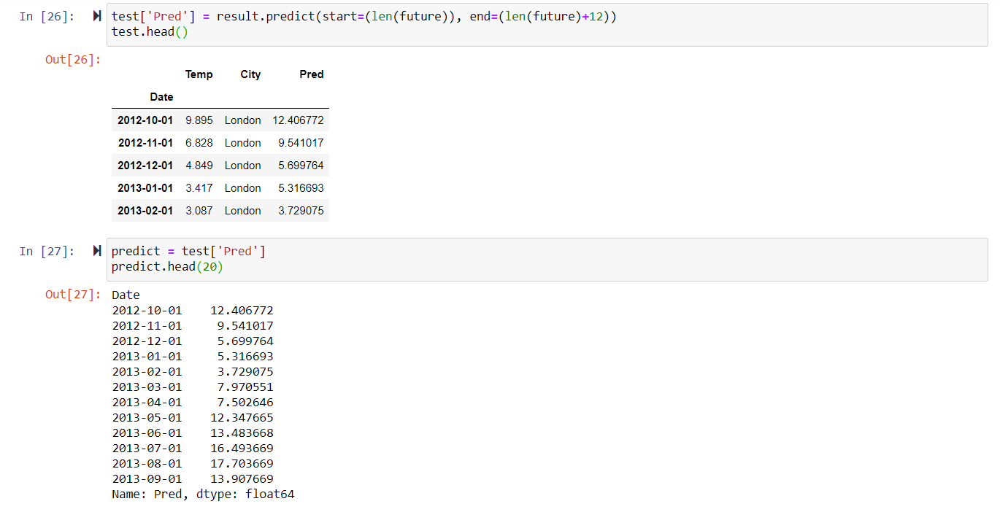 In [26]: test['Pred'] = result.predict(start=(len(future)), end=(len(future)+12))
test.head()
Out[26]:
Temp City Pred
Date
2012-10-01 9.895 London 12.406772
2012-11-01 6.828 London 9.541017
2012-12-01 4.849 London 5.699764
2013-01-01 3.417 London 5.316693
2013-02-01 3.087 London 3.729075
In [27]: predict = test['Pred']
predict.head(20)
Out[27]: Date
2012-10-01 12.406772
2012-11-01 9.541017
2012-12-01 5.699764
2013-01-01 5.316693
2013-02-01 3.729075
2013-03-01 7.970551
2013-04-01 7.502646
2013-05-01 12.347665
2013-06-01 13.483668
2013-07-01 16.493669
2013-08-01 17.703669
2013-09-01 13.907669
Name: Pred, dtype: float64